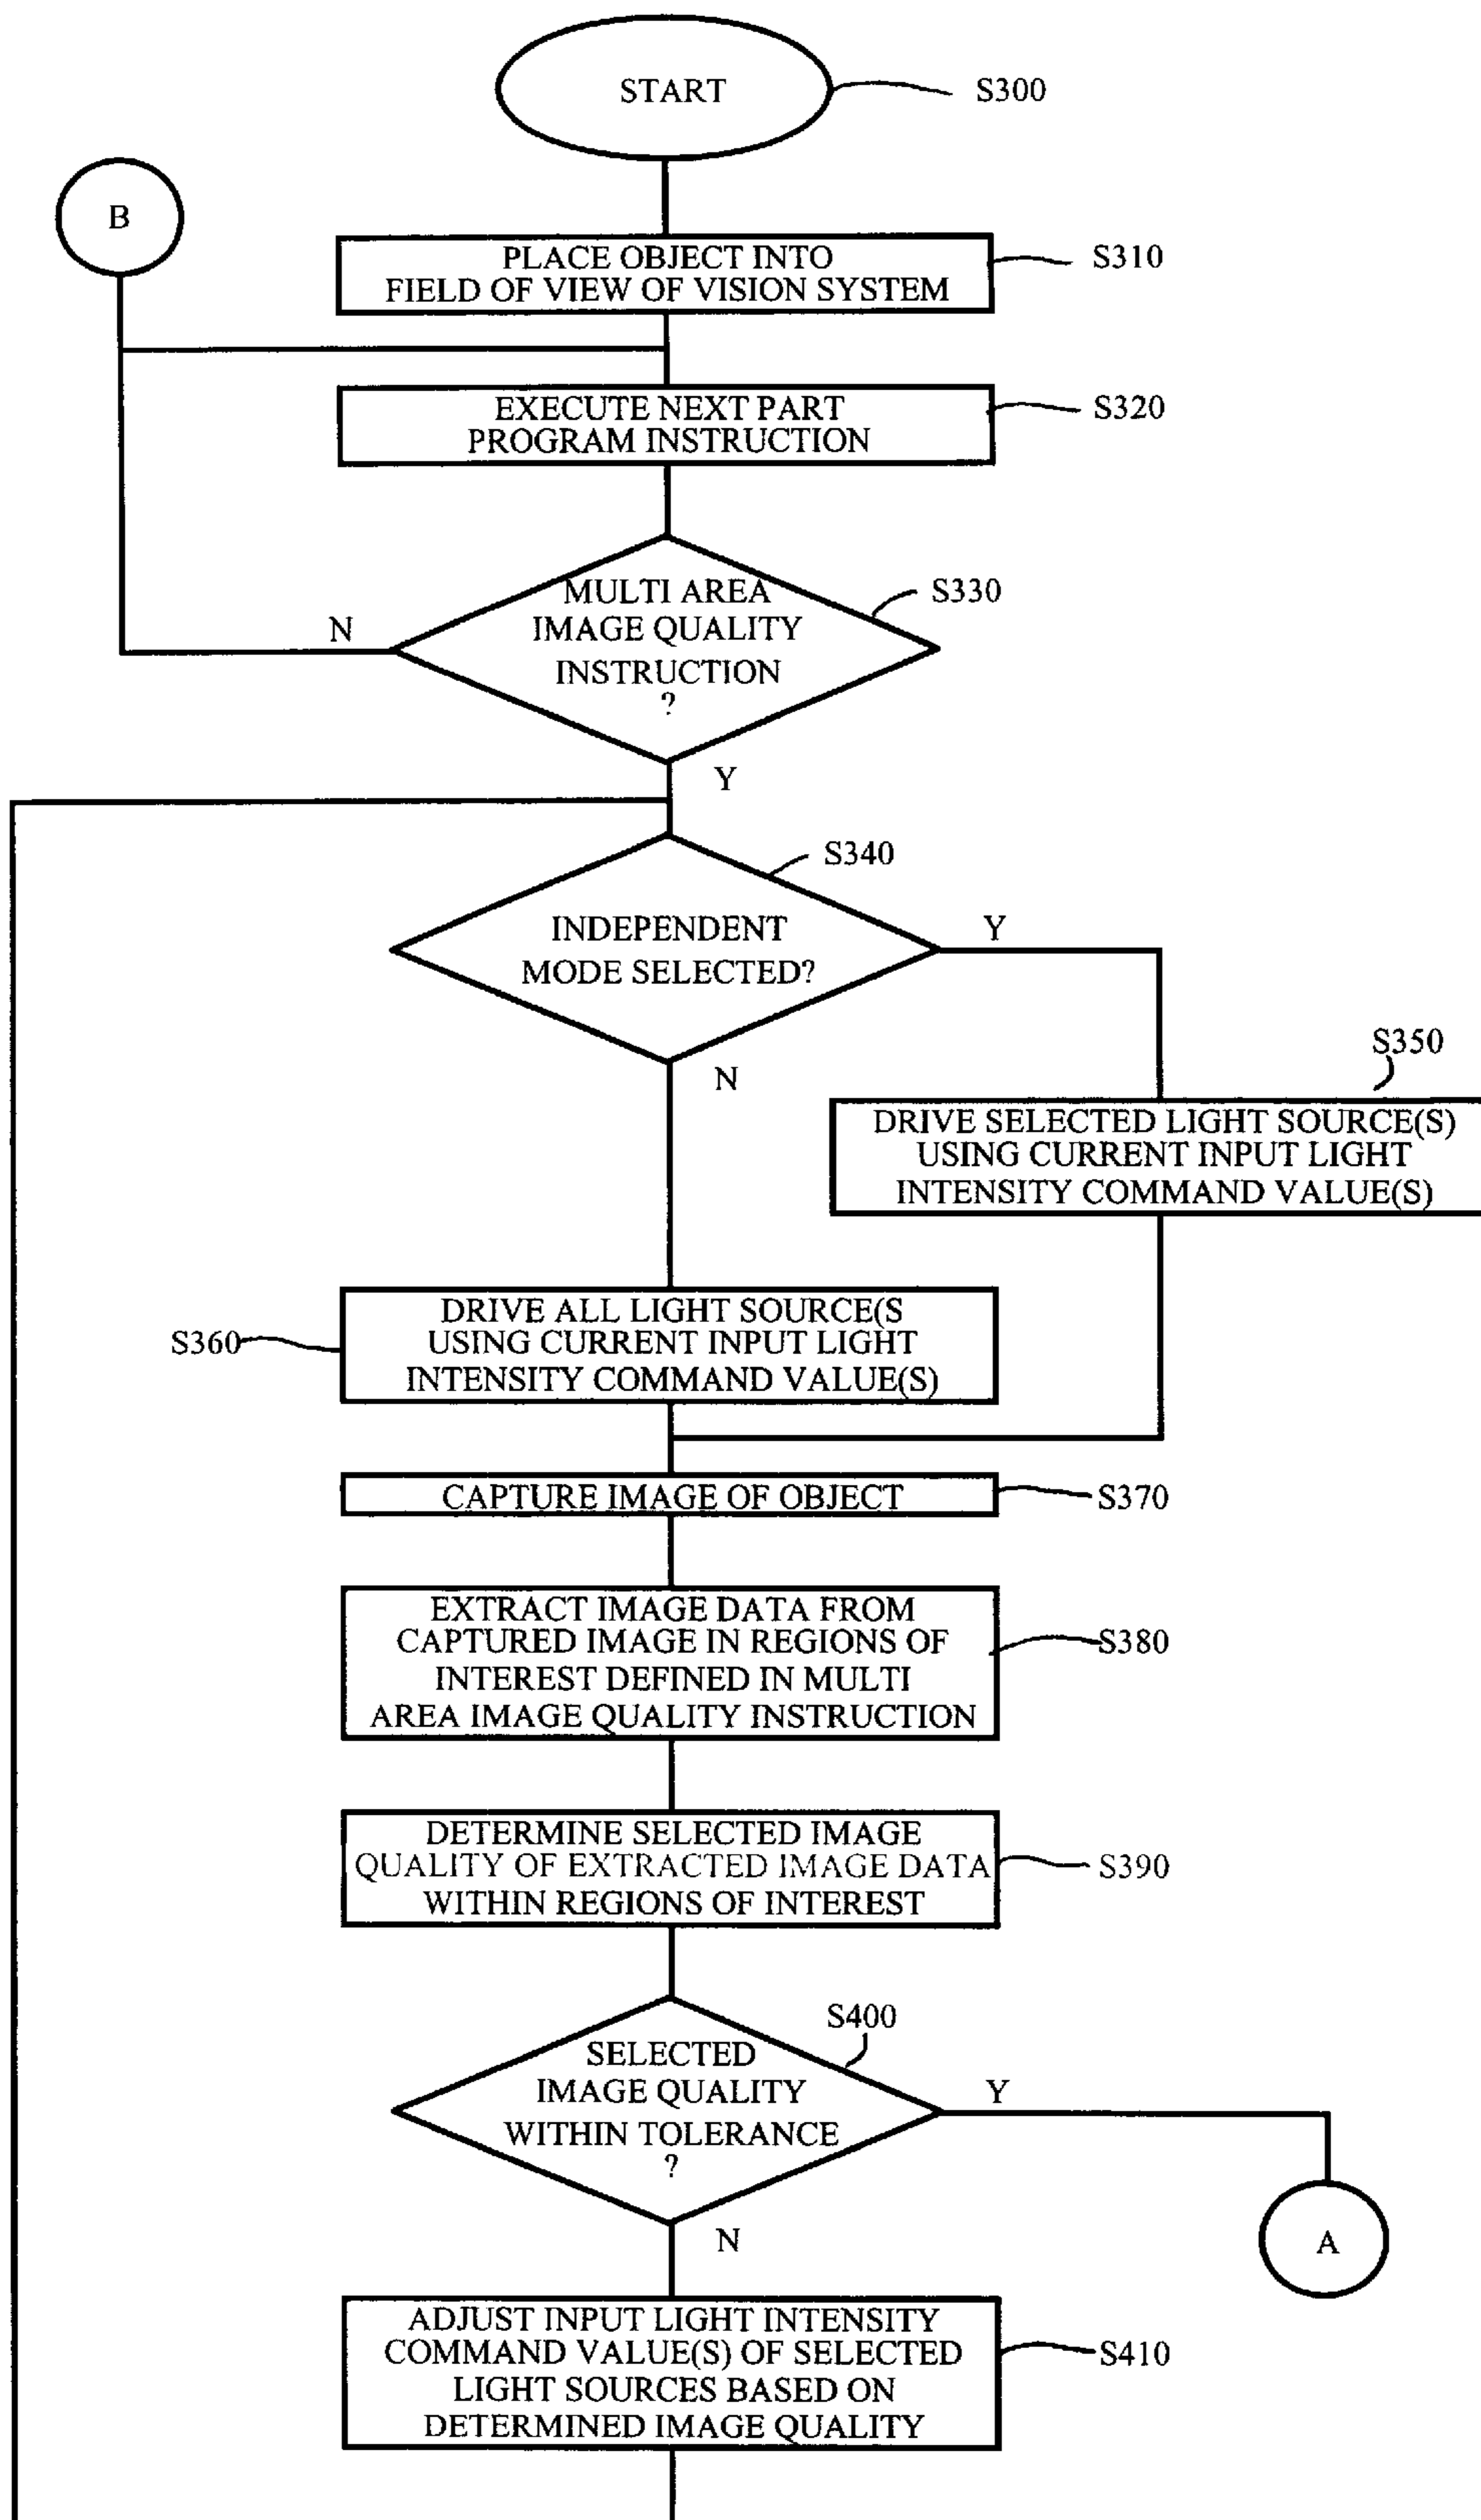 START
S300
B
PLACE OBJECT INTO
FIELD OF VIEW OF VISION SYSTEM
S310
EXECUTE NEXT PART
PROGRAM INSTRUCTION
S320
MULTI AREA
IMAGE QUALITY
INSTRUCTION
?
S330
N
Y
S340
INDEPENDENT
MODE SELECTED?
Y
N
S350
DRIVE SELECTED LIGHT SOURCE(S)
USING CURRENT INPUT LIGHT
INTENSITY COMMAND VALUE(S)
DRIVE ALL LIGHT SOURCE(S
USING CURRENT INPUT LIGHT
INTENSITY COMMAND VALUE(S)
S360
CAPTURE IMAGE OF OBJECT
S370
EXTRACT IMAGE DATA FROM
CAPTURED IMAGE IN REGIONS OF
INTEREST DEFINED IN MULTI
AREA IMAGE QUALITY INSTRUCTION
S380
DETERMINE SELECTED IMAGE
QUALITY OF EXTRACTED IMAGE DATA
WITHIN REGIONS OF INTEREST
S390
S400
SELECTED
IMAGE QUALITY
WITHIN TOLERANCE
?
Y
N
A
ADJUST INPUT LIGHT INTENSITY
COMMAND VALUE(S) OF SELECTED
LIGHT SOURCES BASED ON
DETERMINED IMAGE QUALITY
S410